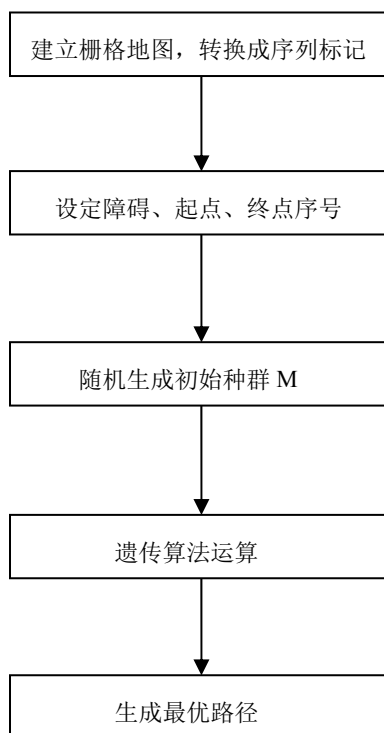 建立栅格地图，转换成序列标记
设定障碍、起点、终点序号
随机生成初始种群 M
遗传算法运算
生成最优路径